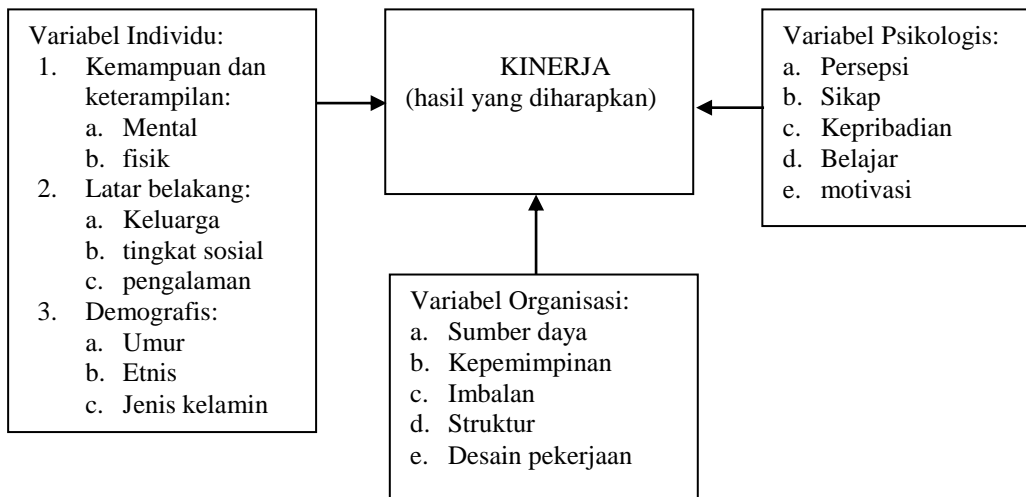 Variabel Individu:
1. Kemampuan dan
keterampilan:
a. Mental
b. fisik
2. Latar belakang:
a. Keluarga
b. tingkat sosial
c. pengalaman
3. Demografis:
a. Umur
b. Etnis
c. Jenis kelamin
KINERJA
(hasil yang diharapkan)
Variabel Psikologis:
a. Persepsi
b. Sikap
c. Kepribadian
d. Belajar
e. motivasi
Variabel Organisasi:
a. Sumber daya
b. Kepemimpinan
c. Imbalan
d. Struktur
e. Desain pekerjaan